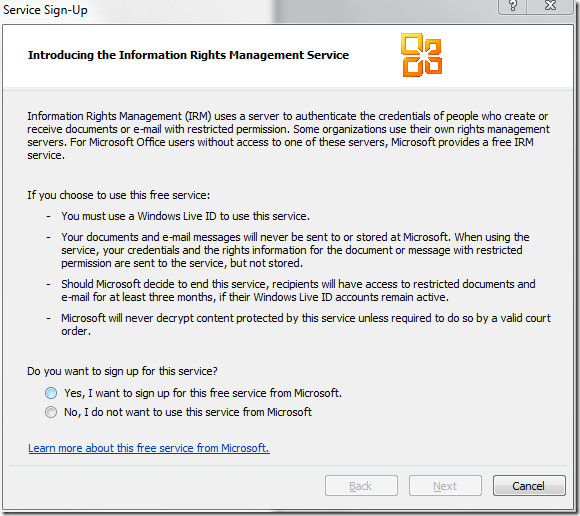 Service Sign-Up
?
Introducing the Information Rights Management Service
Information Rights Management (IRM) uses a server to authenticate the credentials of people who create or
receive documents or e-mail with restricted permission. Some organizations use their own rights management
servers. For Microsoft Office users without access to one of these servers, Microsoft provides a free IRM
service.
If you choose to use this free service:
- You must use a Windows Live ID to use this service.
- Your documents and e-mail messages will never be sent to or stored at Microsoft. When using the
service, your credentials and the rights information for the document or message with restricted
permission are sent to the service, but not stored.
- Should Microsoft decide to end this service, recipients will have access to restricted documents and
e-mail for at least three months, if their Windows Live ID accounts remain active.
- Microsoft will never decrypt content protected by this service unless required to do so by a valid court
order.
Do you want to sign up for this service?
Yes, I want to sign up for this free service from Microsoft.
No, I do not want to use this service from Microsoft
Learn more about this free service from Microsoft.
Back Next Cancel